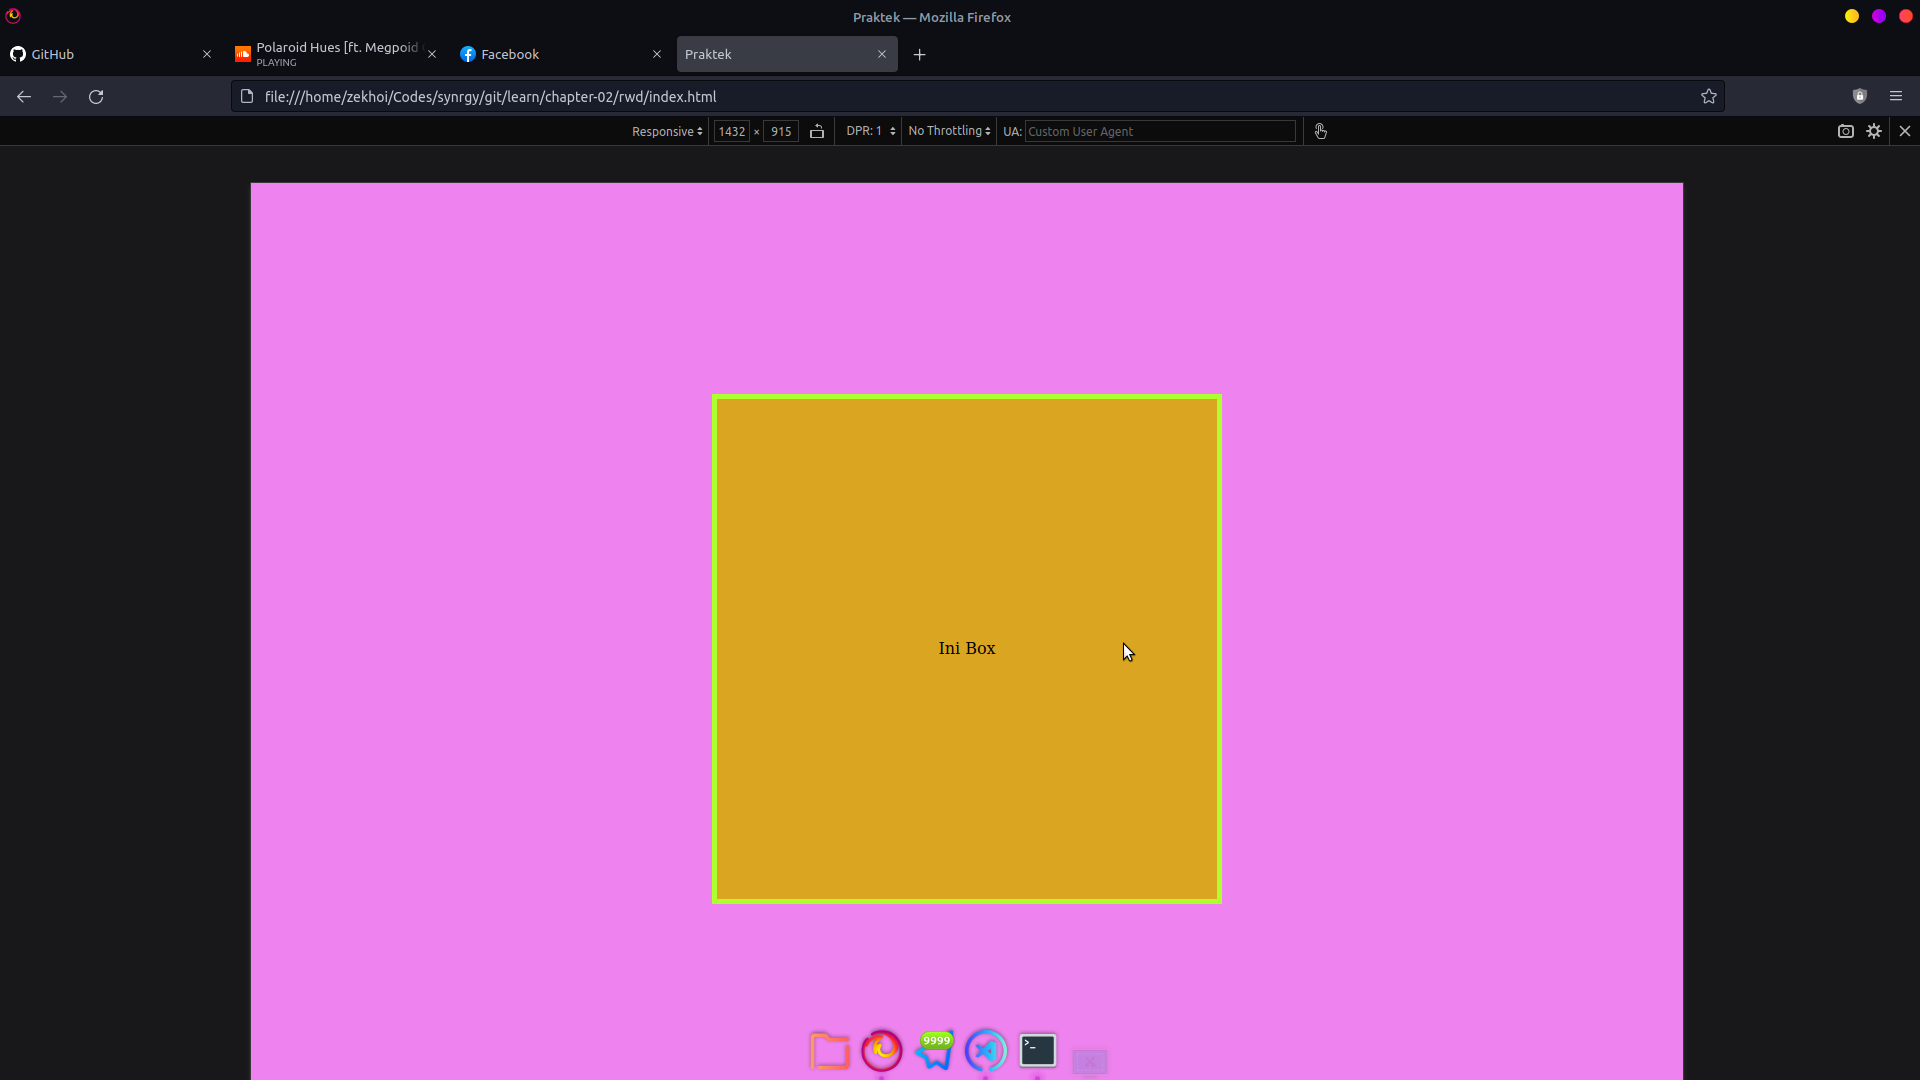 Praktek — Mozilla Firefox
GitHub
Polaroid Hues [ft. Megpoid
PLAYING
Facebook
Praktek
file:///home/zekhoi/Codes/synrgy/git/learn/chapter-02/rwd/index.html
Responsive 1432 × 915 DPR: 1 No Throttling UA: Custom User Agent
Ini Box
9999